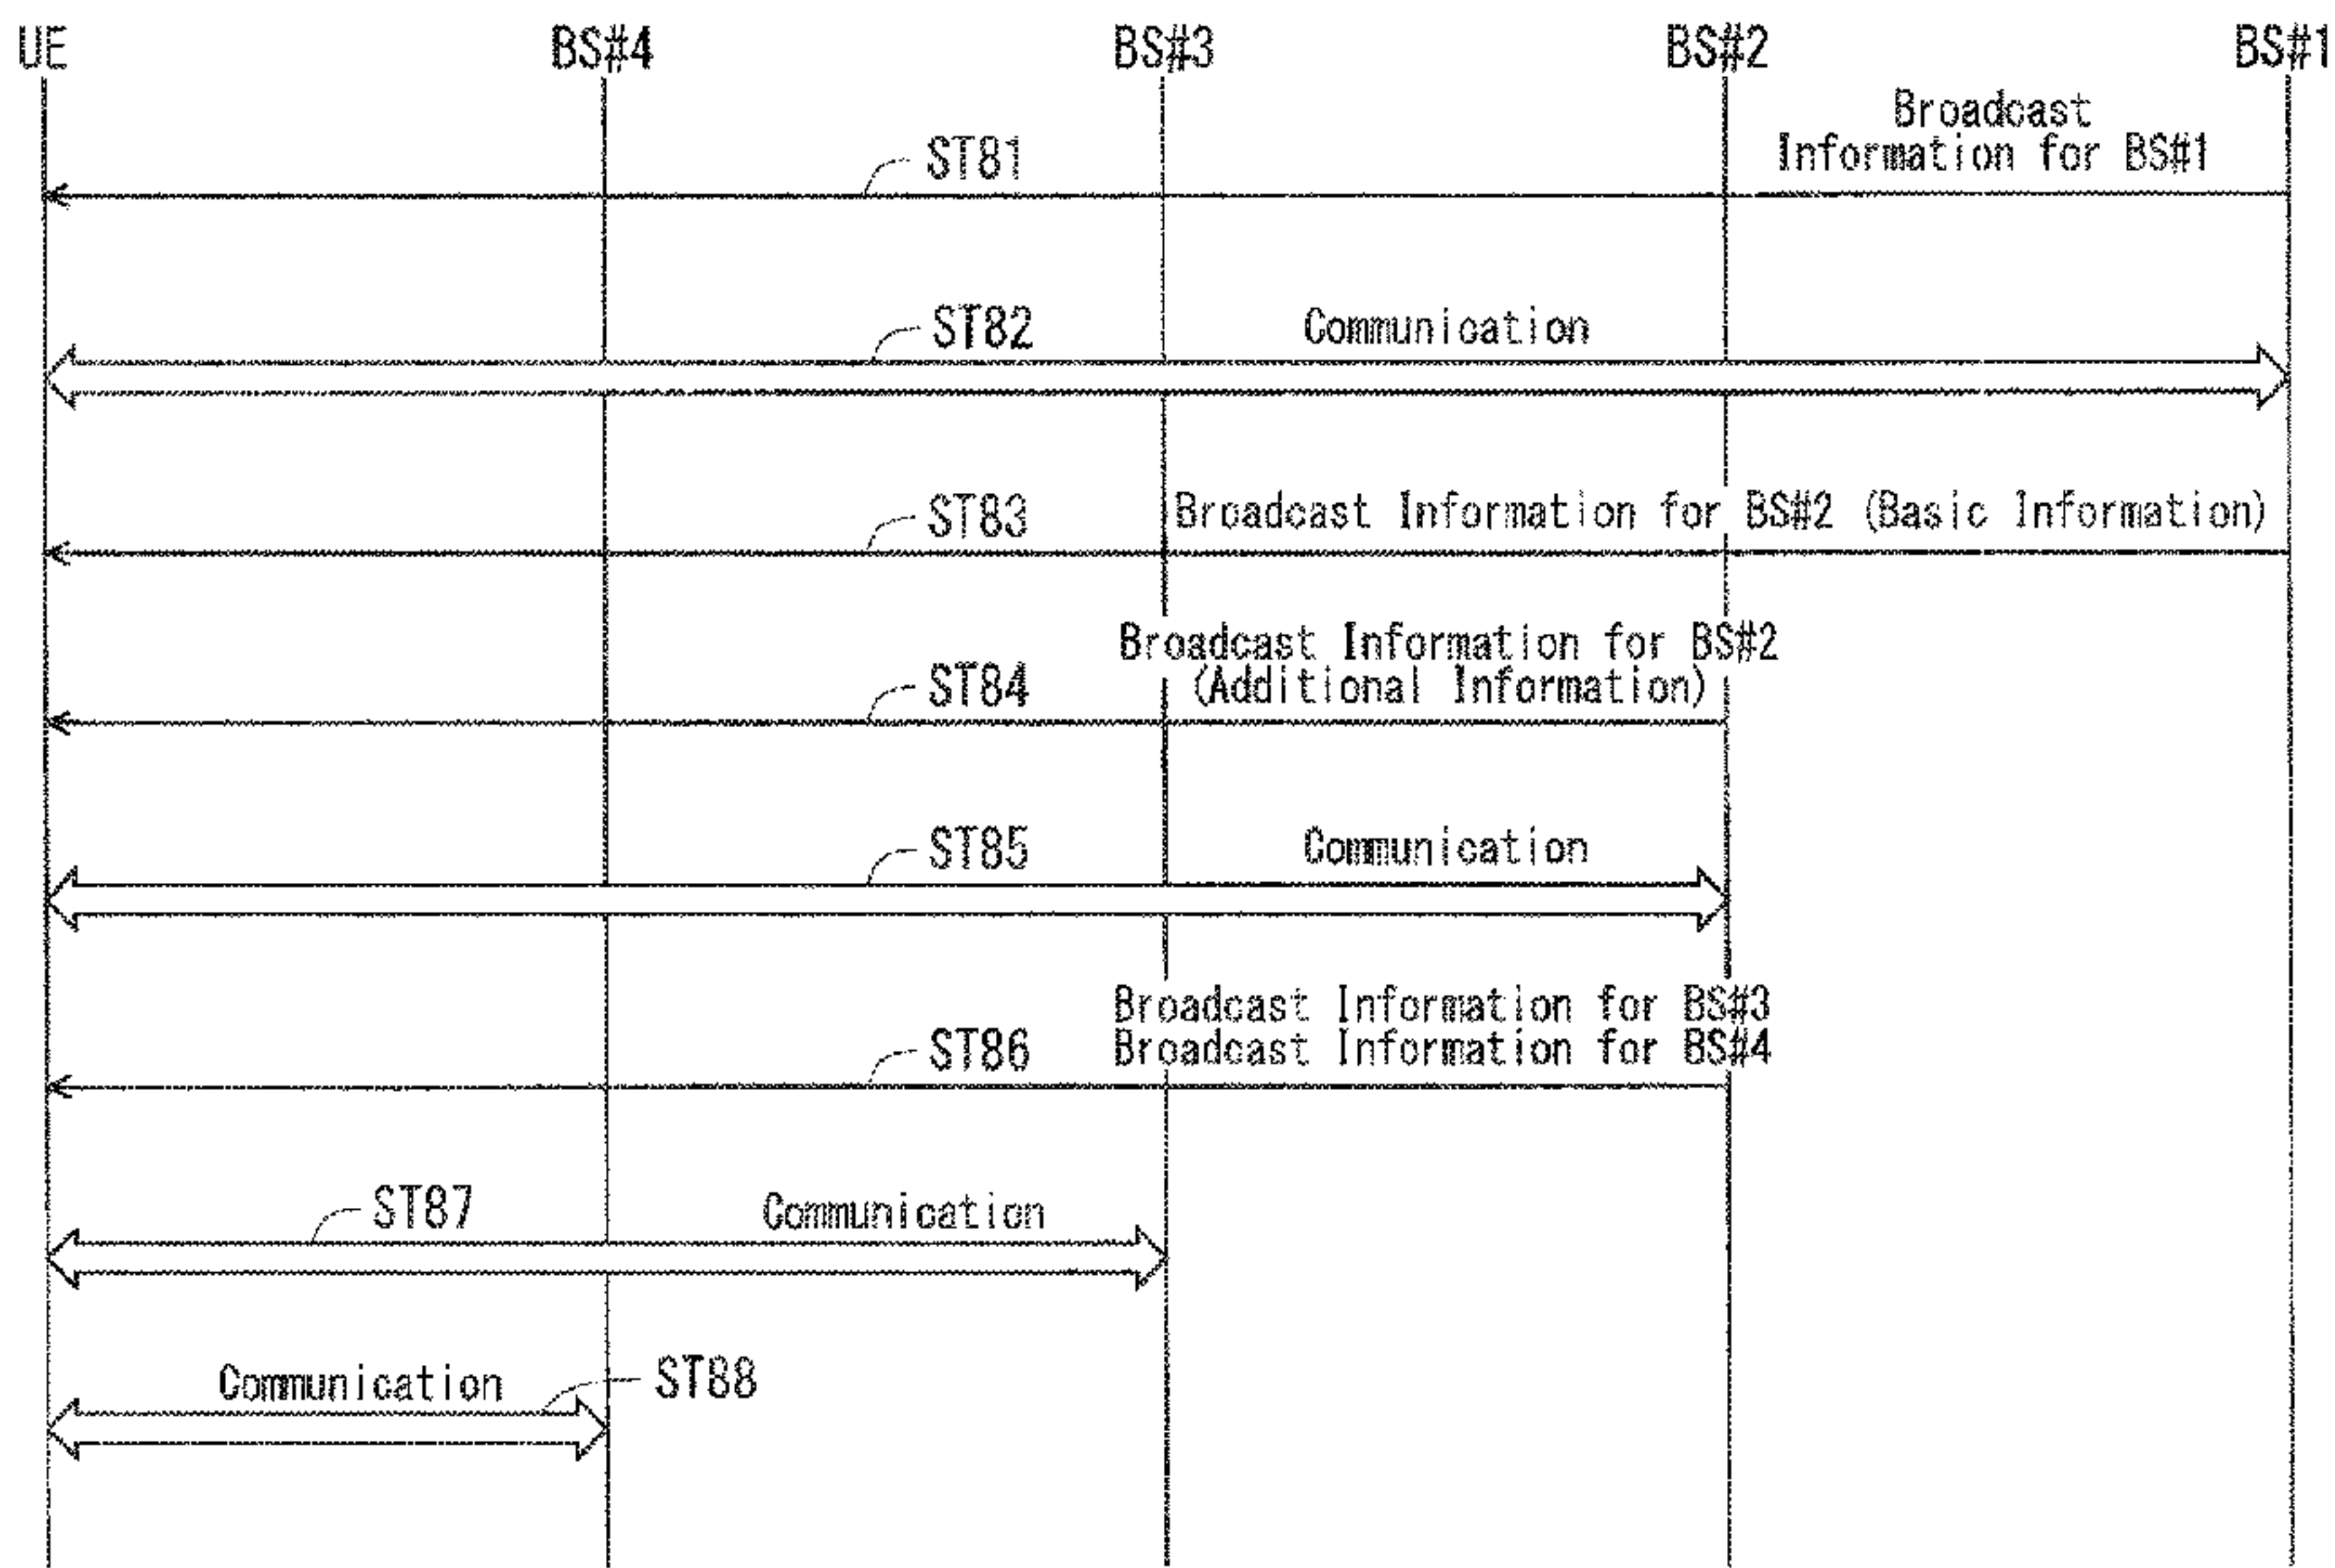 UE BS#4 BS#3 BS#2 BS#1
Broadcast
Information for BS#1
ST81
ST82 Communication
ST83 Broadcast Information for BS#2 (Basic Information)
Broadcast Information for BS#2
(Additional Information)
ST84
ST85 Communication
Broadcast Information for BS#3
Broadcast Information for BS#4
ST86
ST87 Communication
Communication ST88